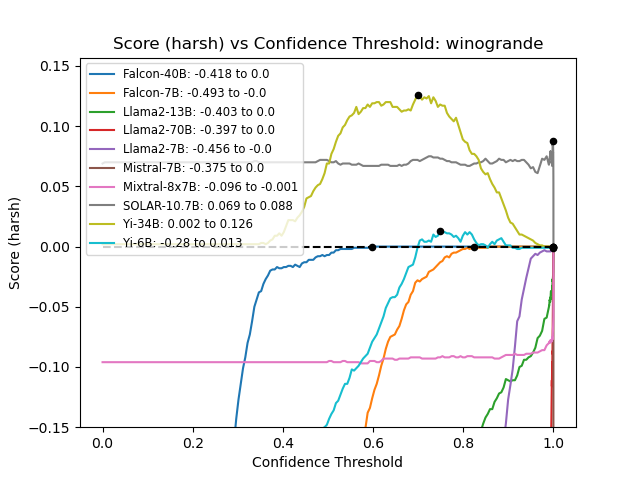 Score (harsh) vs Confidence Threshold: winogrande
Score (harsh)
0.15
0.10
0.05
0.00
−0.05
−0.10
−0.15
Falcon-40B: -0.418 to 0.0
Falcon-7B: -0.493 to -0.0
Llama2-13B: -0.403 to 0.0
Llama2-70B: -0.397 to 0.0
Llama2-7B: -0.456 to -0.0
Mistral-7B: -0.375 to 0.0
Mixtral-8x7B: -0.096 to -0.001
SOLAR-10.7B: 0.069 to 0.088
Yi-34B: 0.002 to 0.126
Yi-6B: -0.28 to 0.013
0.0 0.2 0.4 0.6 0.8 1.0
Confidence Threshold